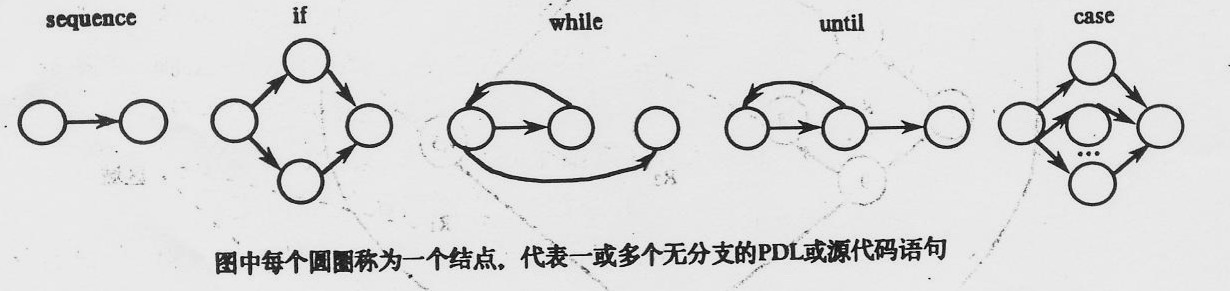 sequence
if
while
until
case
...
图中每个圆圈称为一个结点，代表一或多个无分支的PDL或源代码语句